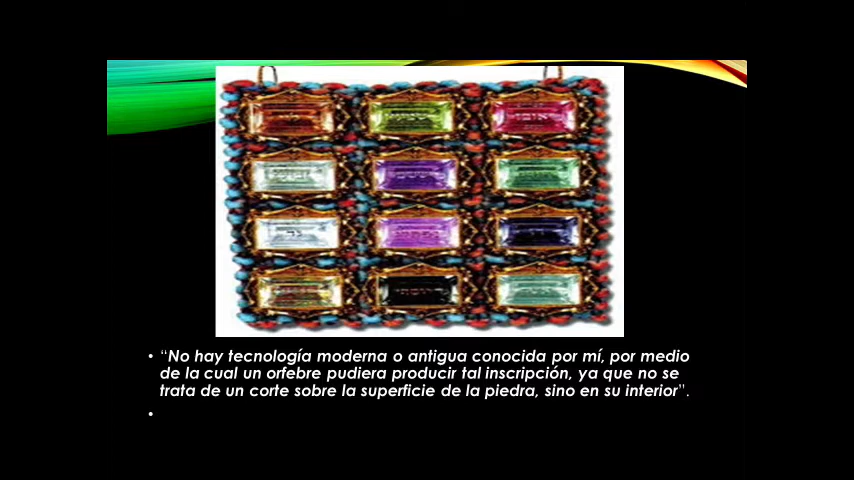 • “No hay tecnología moderna o antigua conocida por mí, por medio
de la cual un orfebre pudiera producir tal inscripción, ya que no se
trata de un corte sobre la superficie de la piedra, sino en su interior”.
•